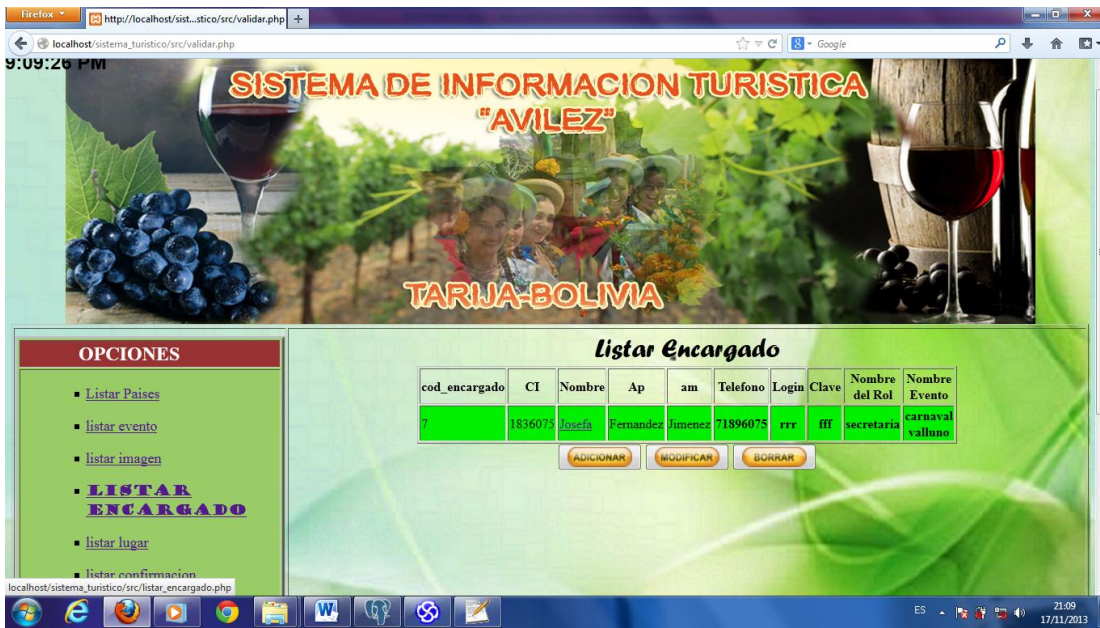 Firefox
http://localhost/sist...stico/src/validar.php
localhost/sistema_turistico/src/validar.php
Google
9:09:26 PM
SISTEMA DE INFORMACION TURISTICA
"AVILEZ"
TARIJA-BOLIVIA
OPCIONES
Listar Paises
listar evento
listar imagen
LISTAR
ENCARGADO
listar lugar
listar confirmacion
Listar Encargado
cod_encargado CI Nombre Ap am Telefono Login Clave Nombre del Rol Nombre Evento
7 1836075 Josefa Fernandez Jimenez 71896075 rrr fff secretaria carnaval valluno
ADICIONAR MODIFICAR BORRAR
localhost/sistema_turistico/src/listar_encargado.php
ES
21:09
17/11/2013